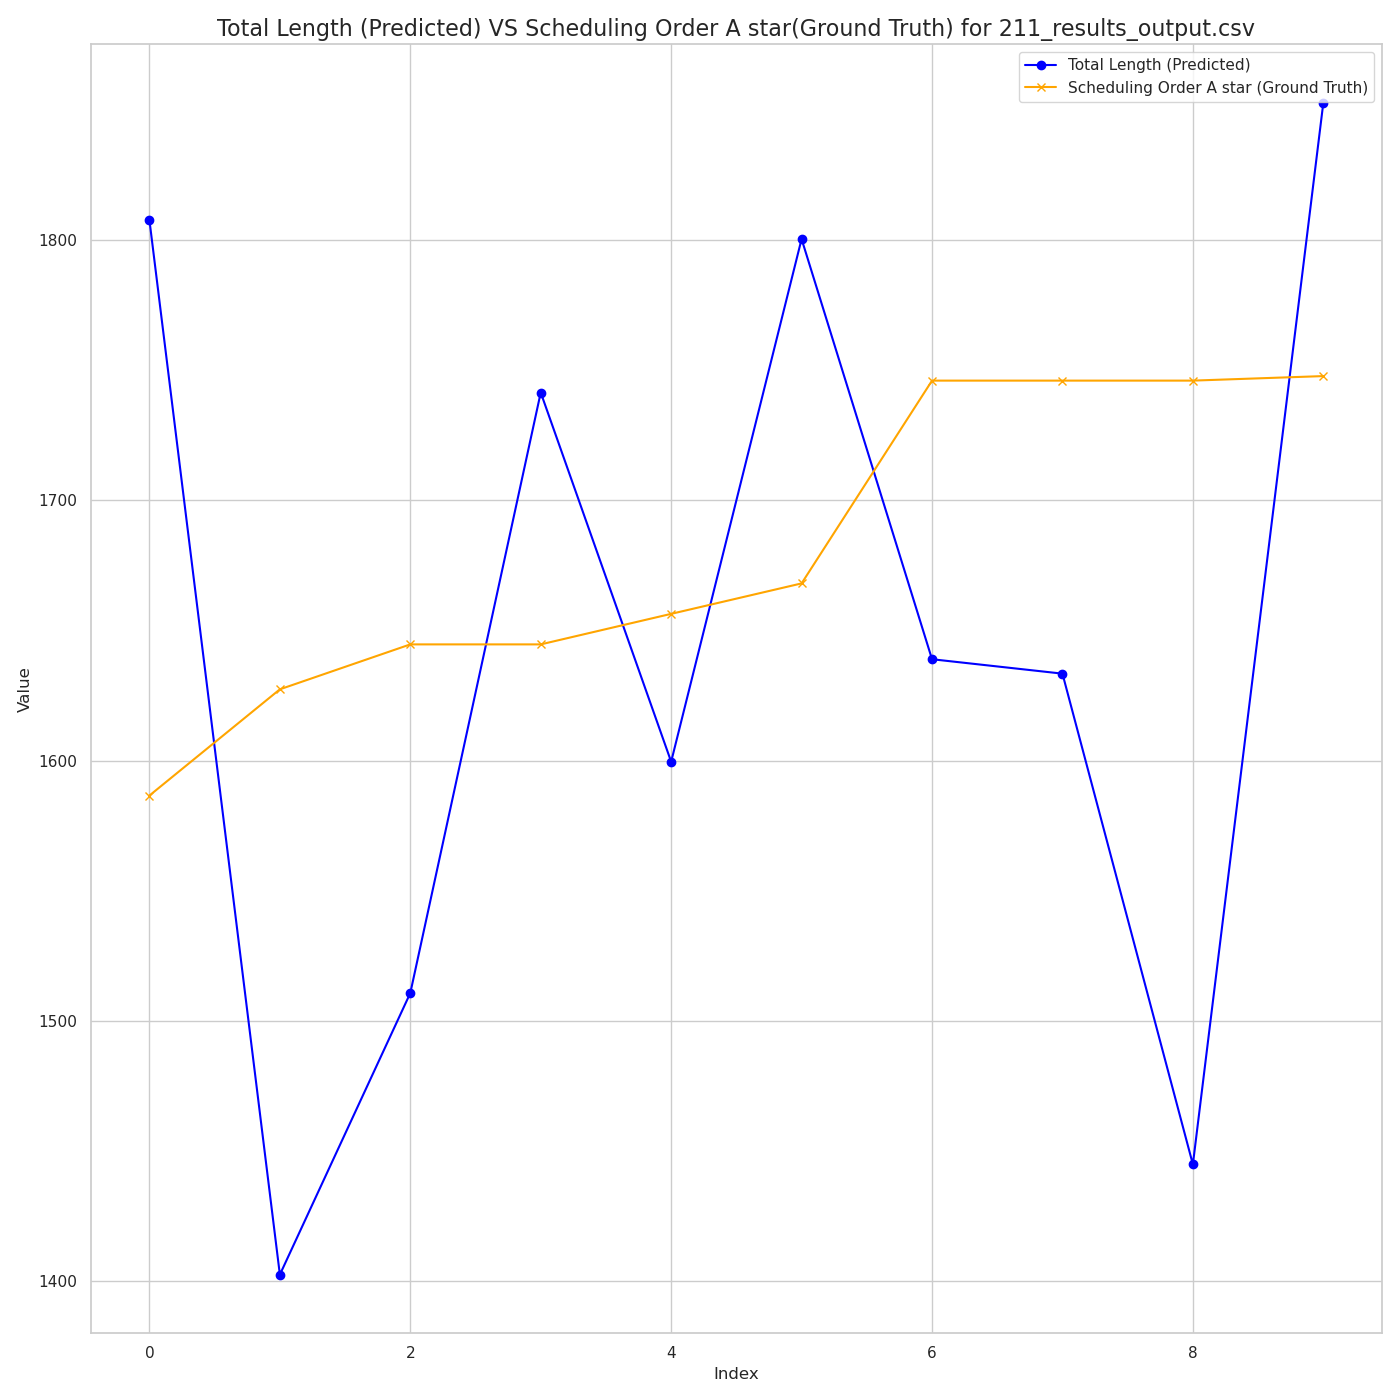 Total Length (Predicted) VS Scheduling Order A star(Ground Truth) for 211_results_output.csv
Total Length (Predicted)
Scheduling Order A star (Ground Truth)
1800
1700
1600
1500
1400
Value
0 2 4 6 8
Index